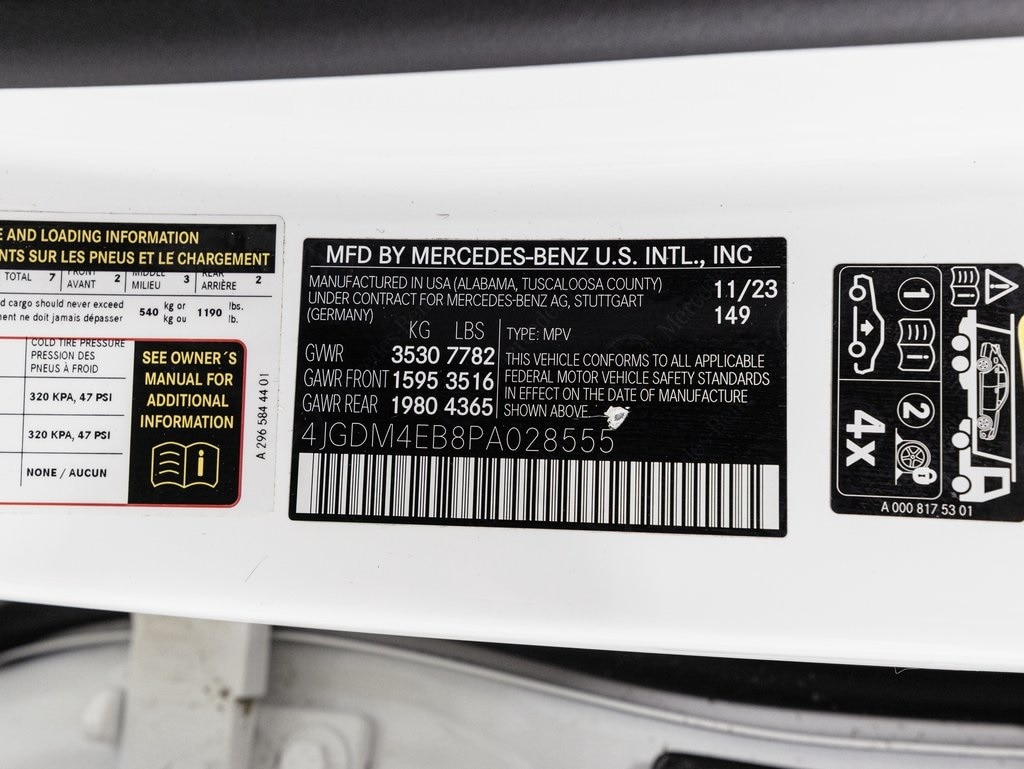 E AND LOADING INFORMATION
NTS SUR LES PNEUS ET LE CHARGEMENT
TOTAL 7 FRONT AVANT 2 MIDDLE MILIEU 3 REAR ARRIÈRE 2
d cargo should never exceed 540 kg or 1190 lbs.
ent ne doit jamais dépasser kg ou lb.
COLD TIRE PRESSURE
PRESSION DES
PNEUS À FROID
320 KPA, 47 PSI
320 KPA, 47 PSI
NONE / AUCUN
SEE OWNER´S
MANUAL FOR
ADDITIONAL
INFORMATION
A 296 584 44 01
MFD BY MERCEDES-BENZ U.S. INTL., INC
MANUFACTURED IN USA (ALABAMA, TUSCALOOSA COUNTY)
UNDER CONTRACT FOR MERCEDES-BENZ AG, STUTTGART
(GERMANY)
11/23
149
KG LBS
GVWR 3530 7782
GAWR FRONT 1595 3516
GAWR REAR 1980 4365
TYPE: MPV
THIS VEHICLE CONFORMS TO ALL APPLICABLE
FEDERAL MOTOR VEHICLE SAFETY STANDARDS
IN EFFECT ON THE DATE OF MANUFACTURE
SHOWN ABOVE.
4JGDM4EB8PA028555
1
2
4x
A 000 817 53 01